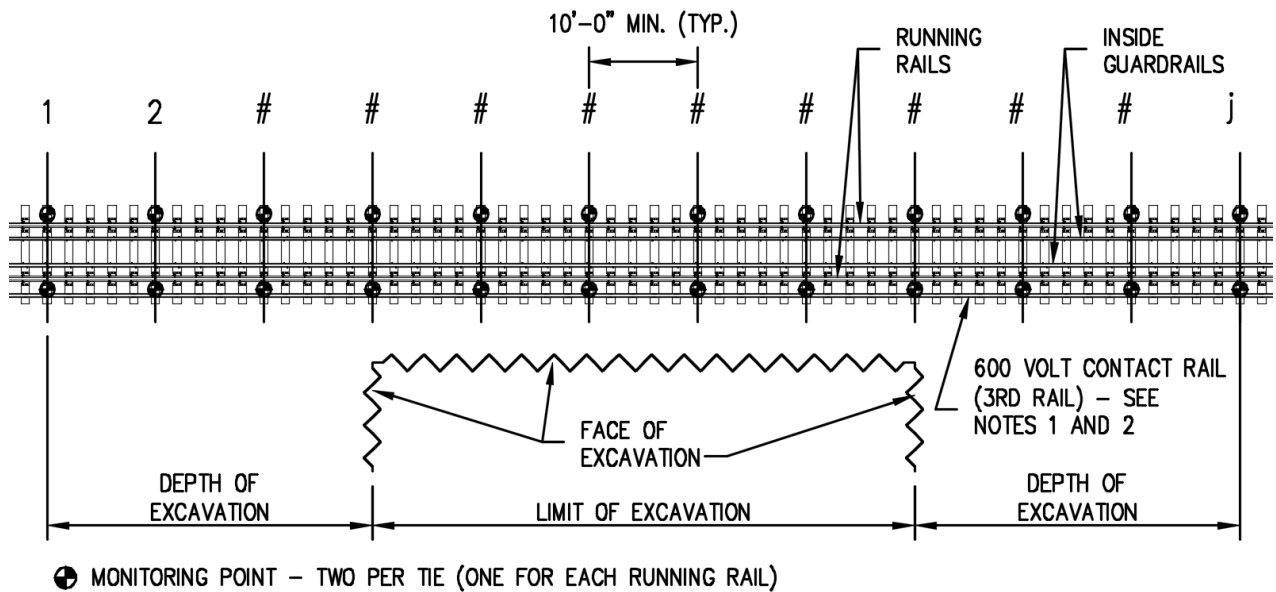 10'-0" MIN. (TYP.)
RUNNING
RAILS
INSIDE
GUARDRAILS
1 2 # # # # # # # # # j
600 VOLT CONTACT RAIL
(3RD RAIL) – SEE
NOTES 1 AND 2
FACE OF
EXCAVATION
DEPTH OF
EXCAVATION
LIMIT OF EXCAVATION
DEPTH OF
EXCAVATION
MONITORING POINT – TWO PER TIE (ONE FOR EACH RUNNING RAIL)